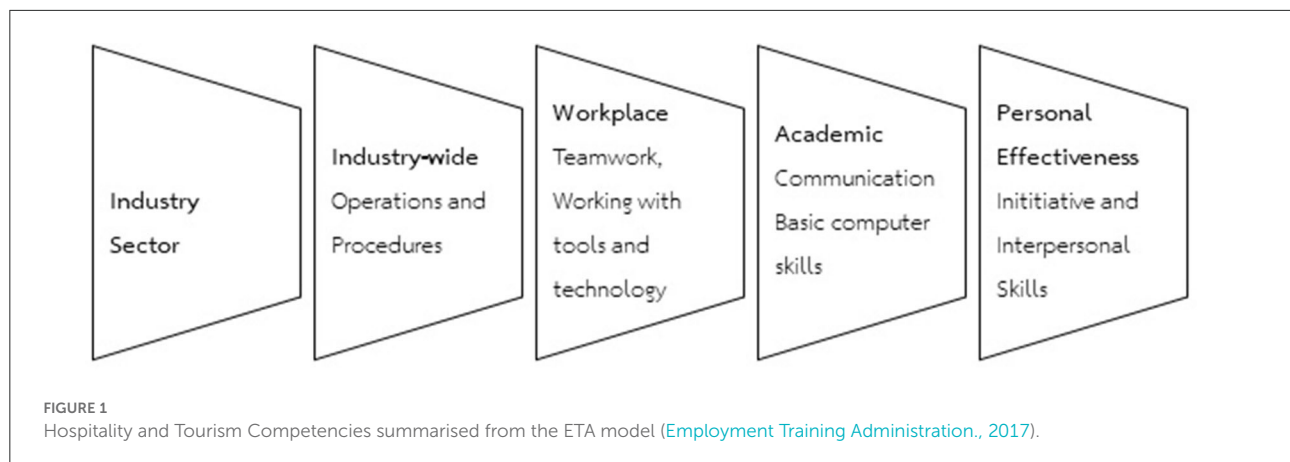 Industry
Sector
Industry-wide
Operations and
Procedures
Workplace
Teamwork,
Working with
tools and
technology
Academic
Communication
Basic computer
skills
Personal
Effectiveness
Inititiative and
Interpersonal
Skills
FIGURE 1
Hospitality and Tourism Competencies summarised from the ETA model (Employment Training Administration., 2017).